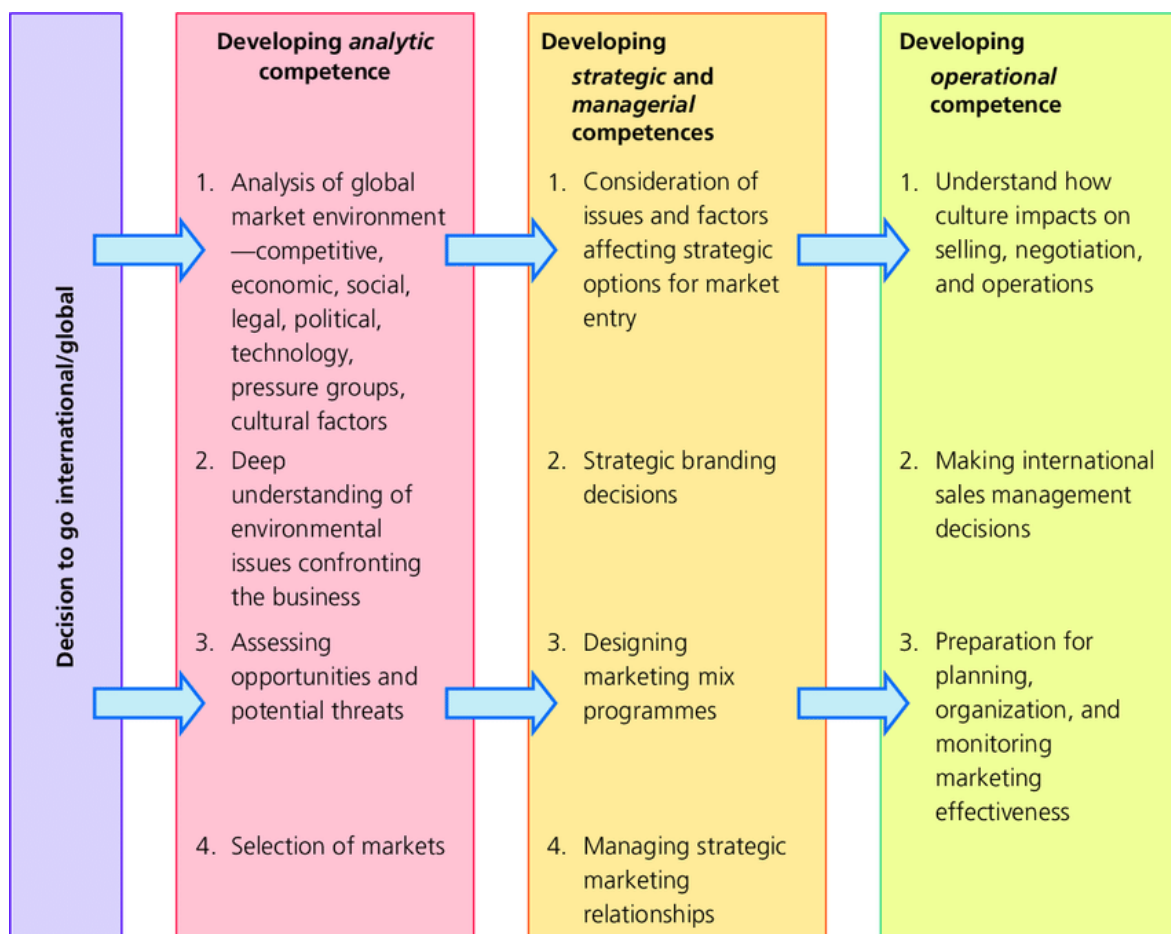 Decision to go international/global
Developing analytic
competence
1. Analysis of global
market environment
—competitive,
economic, social,
legal, political,
technology,
pressure groups,
cultural factors
2. Deep
understanding of
environmental
issues confronting
the business
3. Assessing
opportunities and
potential threats
4. Selection of markets
Developing
strategic and
managerial
competences
1. Consideration of
issues and factors
affecting strategic
options for market
entry
2. Strategic branding
decisions
3. Designing
marketing mix
programmes
4. Managing strategic
marketing
relationships
Developing
operational
competence
1. Understand how
culture impacts on
selling, negotiation,
and operations
2. Making international
sales management
decisions
3. Preparation for
planning,
organization, and
monitoring
marketing
effectiveness